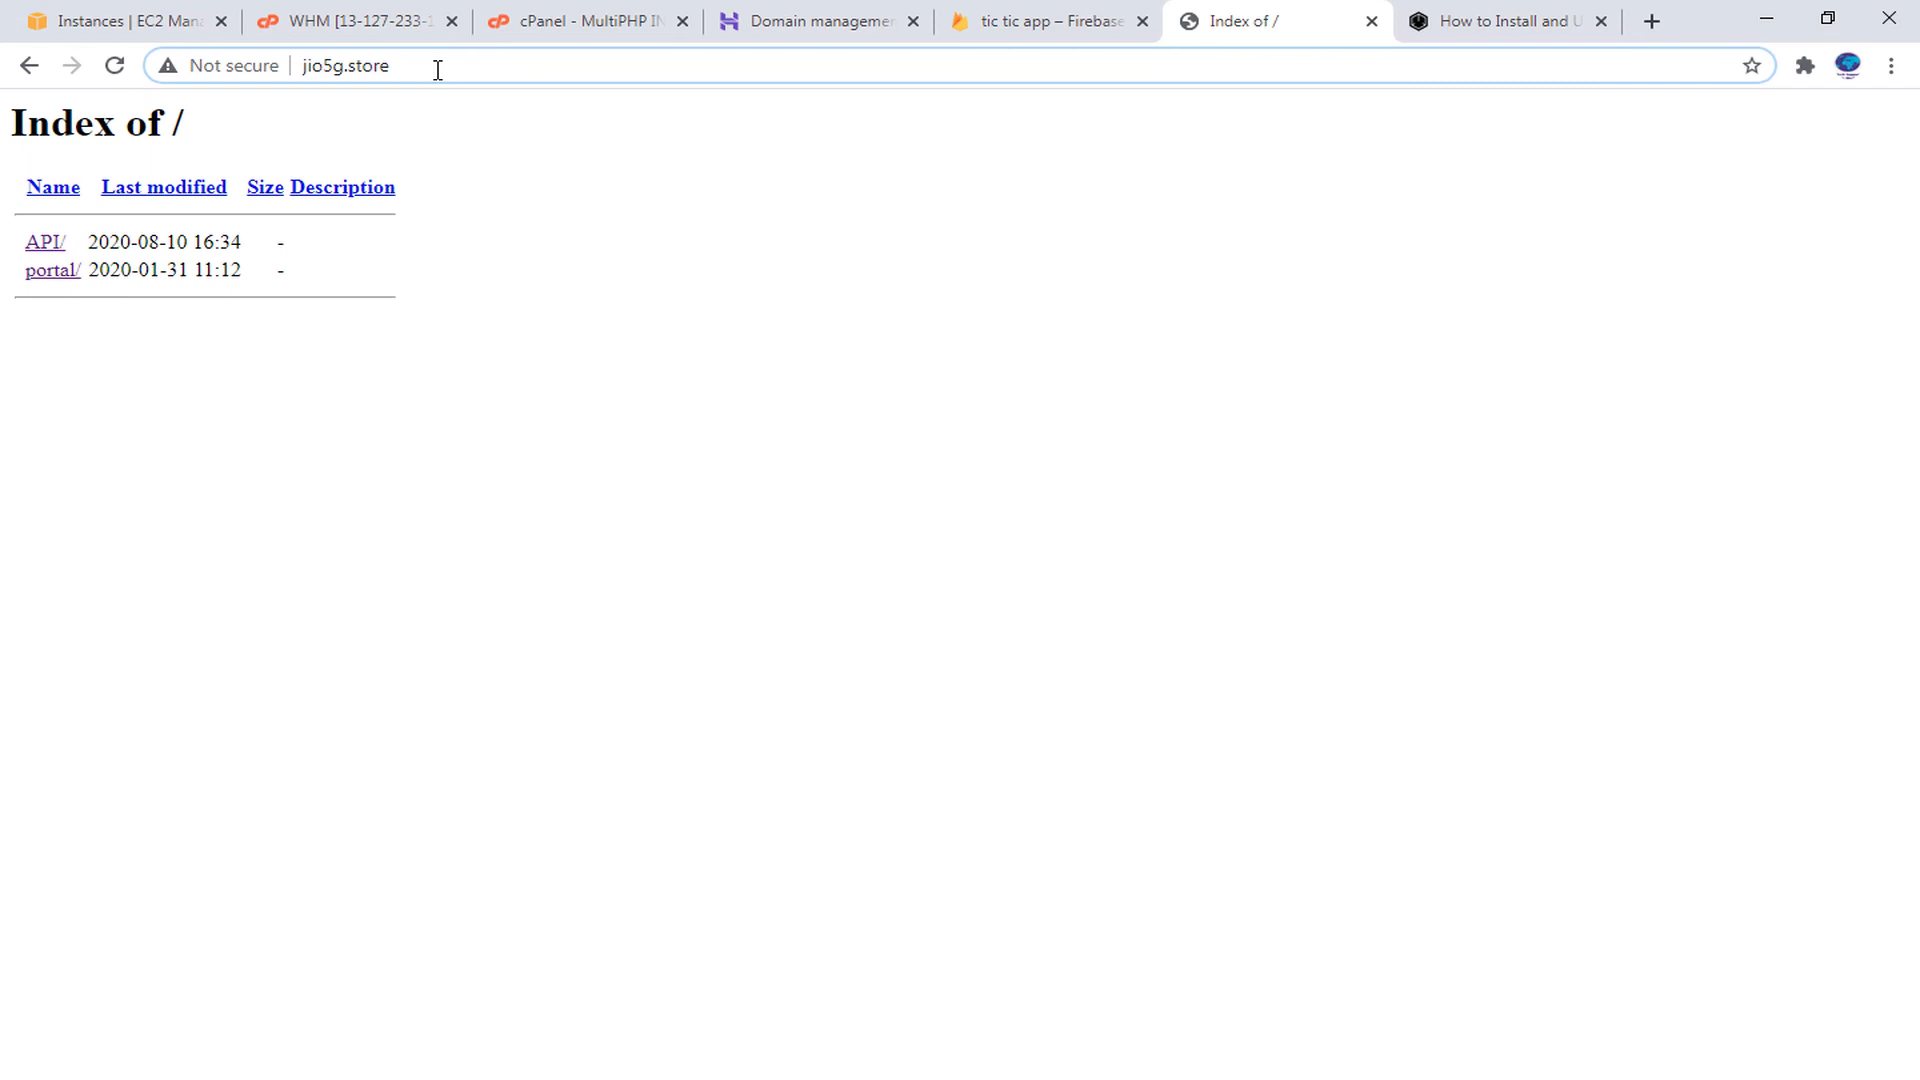 Instances | EC2 Mana
WHM [13-127-233-1
cPanel - MultiPHP IN
Domain managemen
tic tic app – Firebase
Index of /
How to Install and U
Not secure jio5g.store
Index of /
Name Last modified Size Description
API/ 2020-08-10 16:34 -
portal/ 2020-01-31 11:12 -